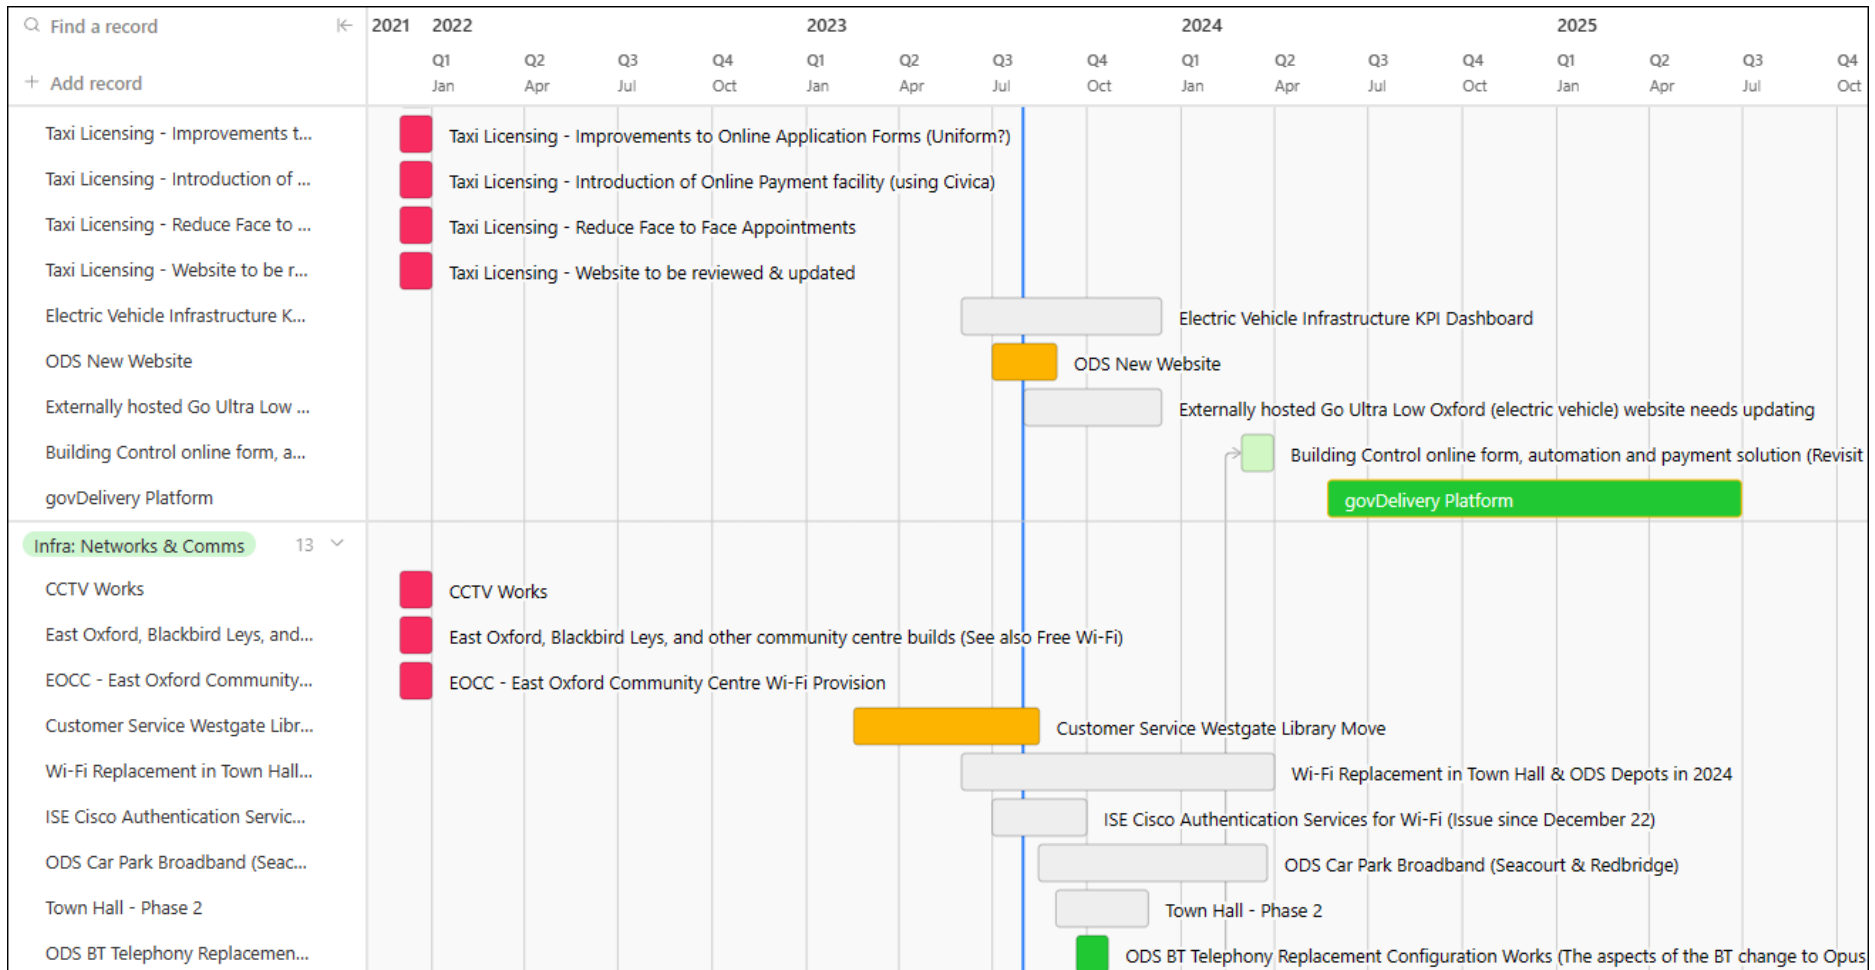 Find a record
2021 2022 2023 2024 2025
Q1 Q2 Q3 Q4 Q1 Q2 Q3 Q4 Q1 Q2 Q3 Q4 Q1 Q2 Q3 Q4
+ Add record
Jan Apr Jul Oct Jan Apr Jul Oct Jan Apr Jul Oct Jan Apr Jul Oct
Taxi Licensing - Improvements t... Taxi Licensing - Improvements to Online Application Forms (Uniform?)
Taxi Licensing - Introduction of ... Taxi Licensing - Introduction of Online Payment facility (using Civica)
Taxi Licensing - Reduce Face to ... Taxi Licensing - Reduce Face to Face Appointments
Taxi Licensing - Website to be r... Taxi Licensing - Website to be reviewed & updated
Electric Vehicle Infrastructure K... Electric Vehicle Infrastructure KPI Dashboard
ODS New Website ODS New Website
Externally hosted Go Ultra Low ... Externally hosted Go Ultra Low Oxford (electric vehicle) website needs updating
Building Control online form, a... Building Control online form, automation and payment solution (Revisit
govDelivery Platform govDelivery Platform
Infra: Networks & Comms 13
CCTV Works CCTV Works
East Oxford, Blackbird Leys, and... East Oxford, Blackbird Leys, and other community centre builds (See also Free Wi-Fi)
EOCC - East Oxford Community... EOCC - East Oxford Community Centre Wi-Fi Provision
Customer Service Westgate Libr... Customer Service Westgate Library Move
Wi-Fi Replacement in Town Hall... Wi-Fi Replacement in Town Hall & ODS Depots in 2024
ISE Cisco Authentication Servic... ISE Cisco Authentication Services for Wi-Fi (Issue since December 22)
ODS Car Park Broadband (Seac... ODS Car Park Broadband (Seacourt & Redbridge)
Town Hall - Phase 2 Town Hall - Phase 2
ODS BT Telephony Replacemen... ODS BT Telephony Replacement Configuration Works (The aspects of the BT change to Opus